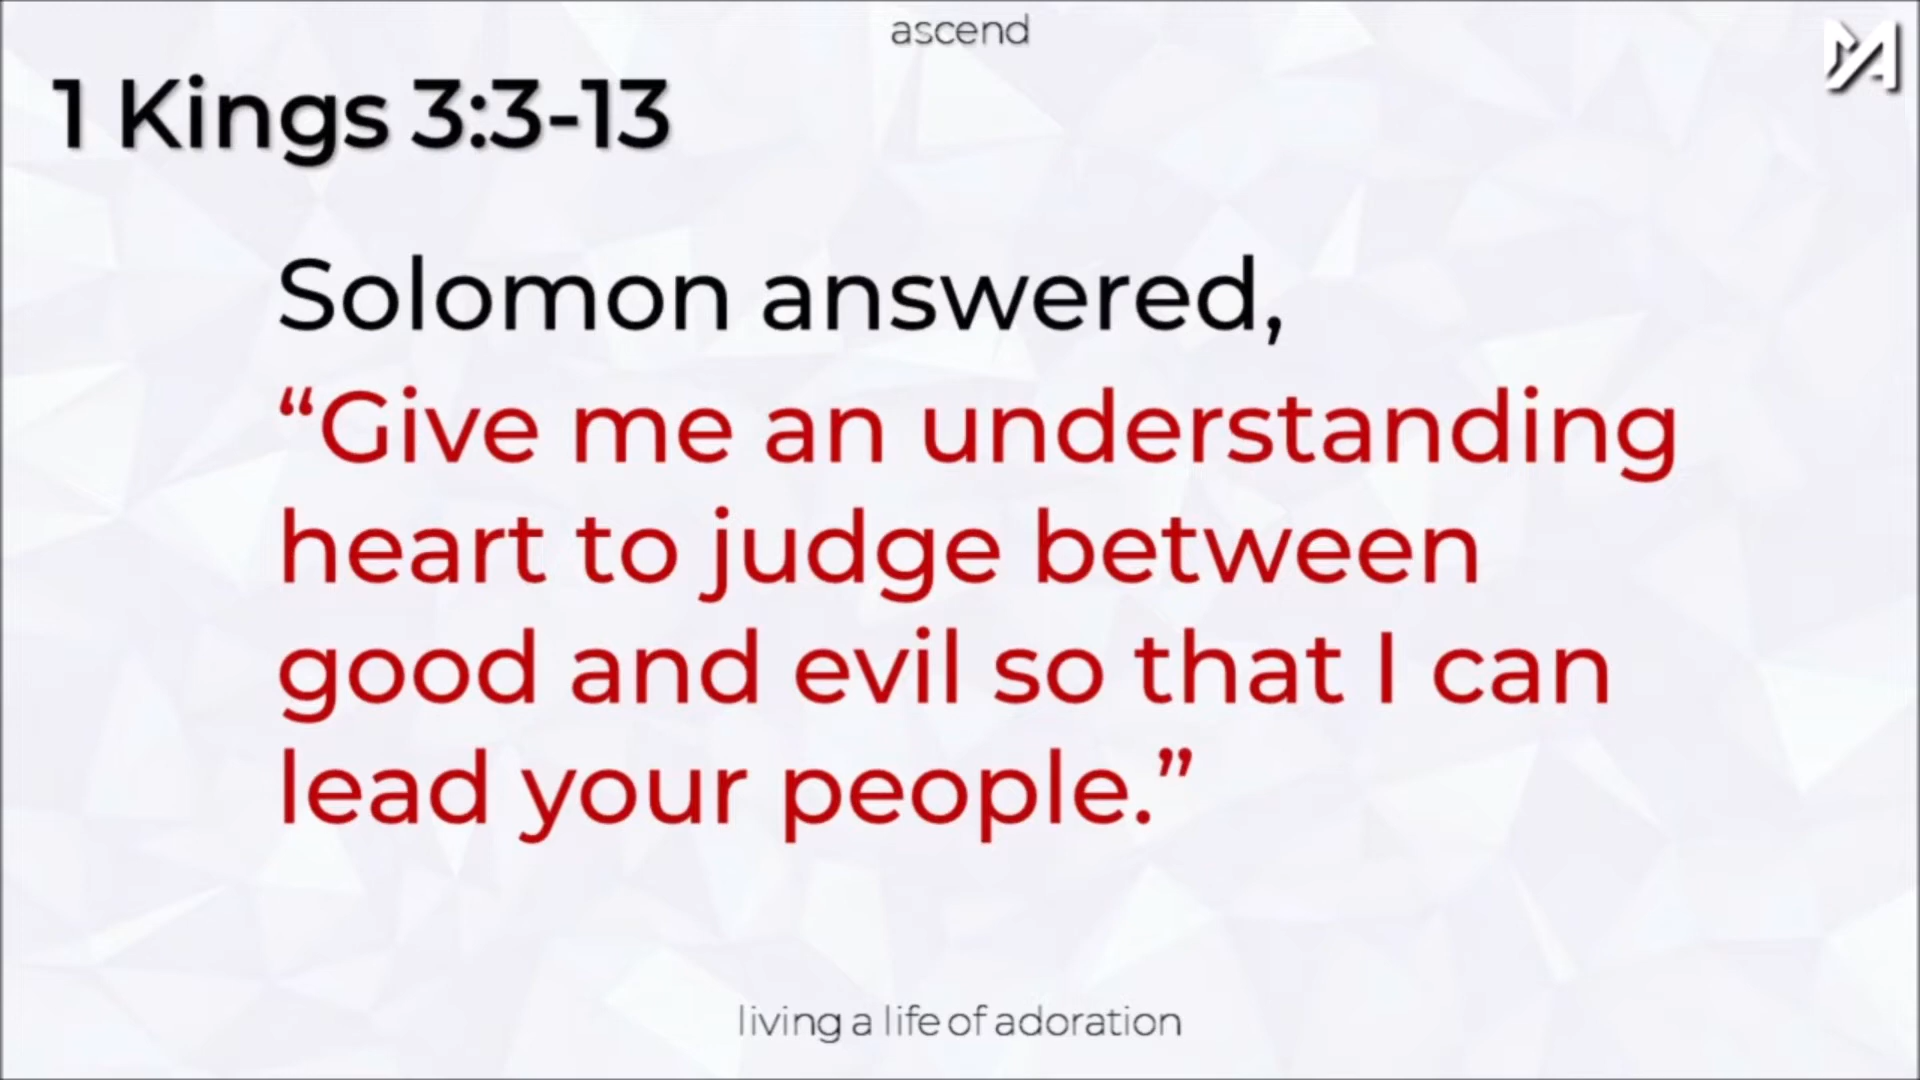 ascend
1 Kings 3:3-13
Solomon answered,
“Give me an understanding
heart to judge between
good and evil so that I can
lead your people.”
living a life of adoration